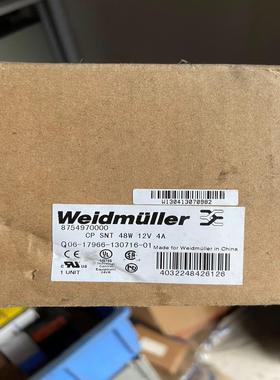 W130413070982
Weidmüller
8754970000
CP SNT 48W 12V 4A
Q06-17966-130716-01
Made for Weidmüller in China
1 UNIT
4032248426126